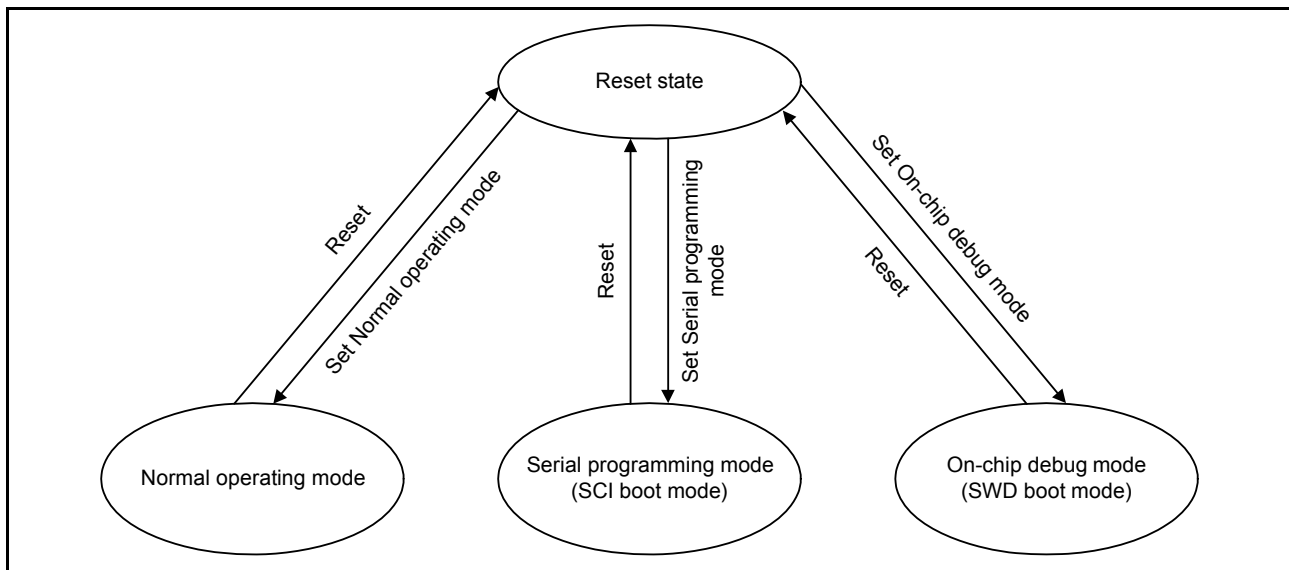 Reset state
Reset
Set Normal operating mode
Reset
Set Serial programming
mode
Set On-chip debug mode
Reset
Normal operating mode
Serial programming mode
(SCI boot mode)
On-chip debug mode
(SWD boot mode)